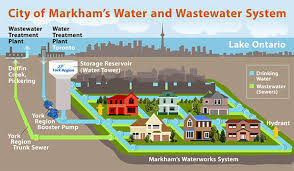 City of Markham's Water and Wastewater System
Wastewater
Treatment
Plant
Water
Treatment
Plant
Toronto
Lake Ontario
York Region
Storage Reservoir
(Water Tower)
Duffin
Creek,
Pickering
Drinking
Water
Wastewater
(Sewers)
York
Region
Booster Pump
Hydrant
York
Region
Trunk Sewer
Markham's Waterworks System